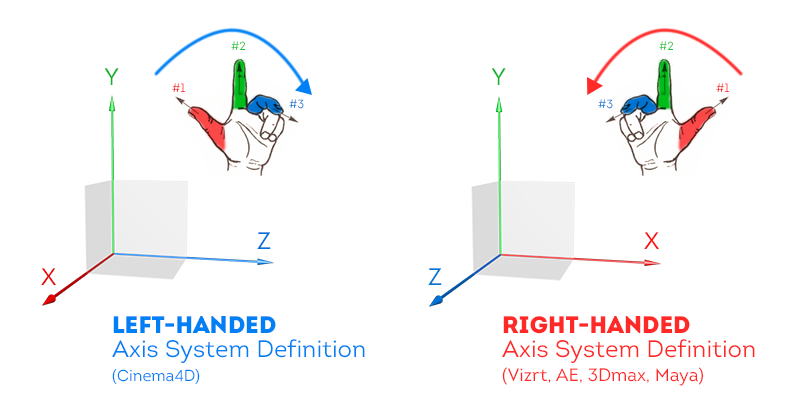 #2
#1
#3
Y
Z
X
LEFT-HANDED
Axis System Definition
(Cinema4D)
#2
#3
#1
Y
X
Z
RIGHT-HANDED
Axis System Definition
(Vizrt, AE, 3Dmax, Maya)